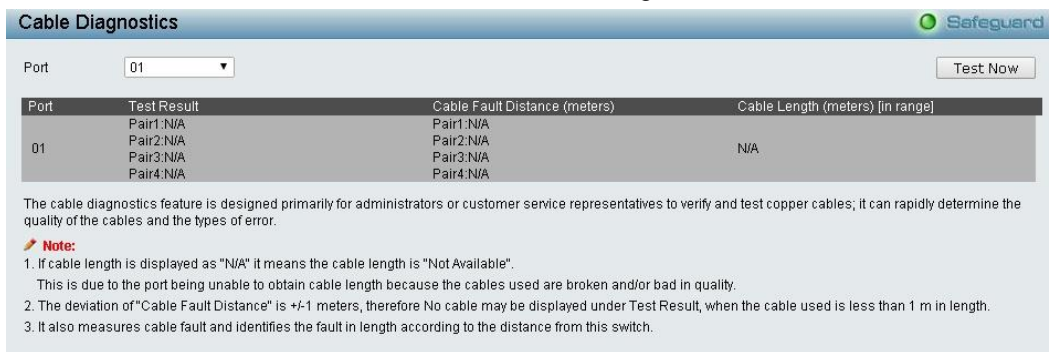 Cable Diagnostics
Safeguard
Port 01 Test Now
Port Test Result Cable Fault Distance (meters) Cable Length (meters) [in range]
01
Pair1:N/A Pair1:N/A
Pair2:N/A Pair2:N/A
N/A
Pair3:N/A Pair3:N/A
Pair4:N/A Pair4:N/A
The cable diagnostics feature is designed primarily for administrators or customer service representatives to verify and test copper cables; it can rapidly determine the
quality of the cables and the types of error.
Note:
1. If cable length is displayed as "N/A" it means the cable length is "Not Available".
This is due to the port being unable to obtain cable length because the cables used are broken and/or bad in quality.
2. The deviation of "Cable Fault Distance" is +/-1 meters, therefore No cable may be displayed under Test Result, when the cable used is less than 1 m in length.
3. It also measures cable fault and identifies the fault in length according to the distance from this switch.